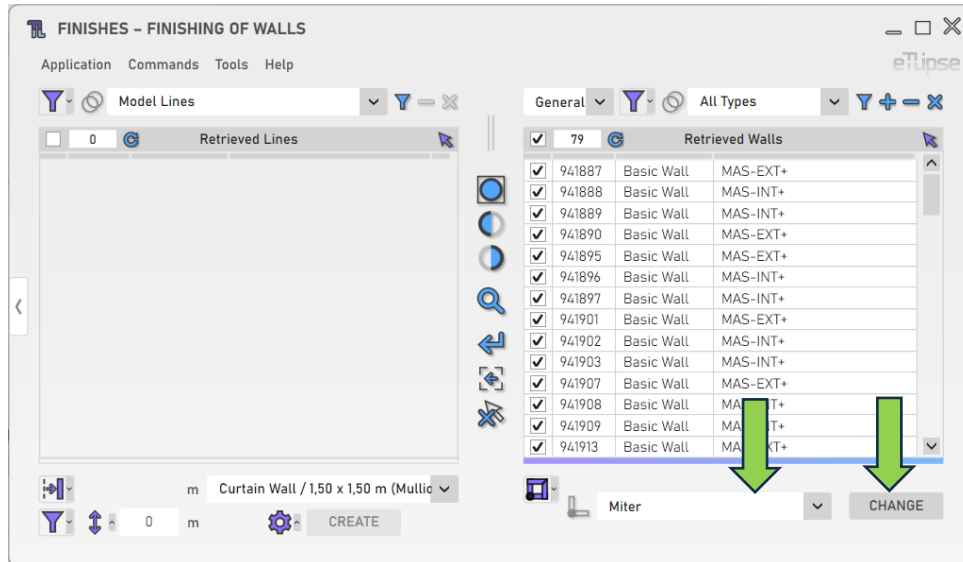 FINISHES – FINISHING OF WALLS
Application Commands Tools Help
eTLipse
Model Lines
General All Types
0 Retrieved Lines
79 Retrieved Walls
941887 Basic Wall MAS-EXT+
941888 Basic Wall MAS-INT+
941889 Basic Wall MAS-INT+
941890 Basic Wall MAS-EXT+
941895 Basic Wall MAS-EXT+
941896 Basic Wall MAS-INT+
941897 Basic Wall MAS-INT+
941901 Basic Wall MAS-EXT+
941902 Basic Wall MAS-INT+
941903 Basic Wall MAS-INT+
941907 Basic Wall MAS-EXT+
941908 Basic Wall
941909 Basic Wall
941913 Basic Wall
m Curtain Wall / 1,50 x 1,50 m (Mullio
0 m CREATE
Miter CHANGE